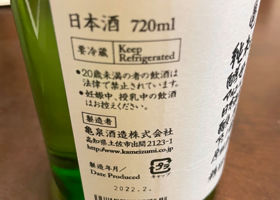 日本酒 720ml
要冷蔵 Keep Refrigerated
●20歳未満の者の飲酒は
法律で禁止されています。
●妊娠中、授乳中の飲酒
はお控えください。
製造者
亀泉酒造株式会社
高知県土佐市出間2123-1
http://www.kameizumi.co.jp
製造年月/
Date Produced
2022.2.
キャップ